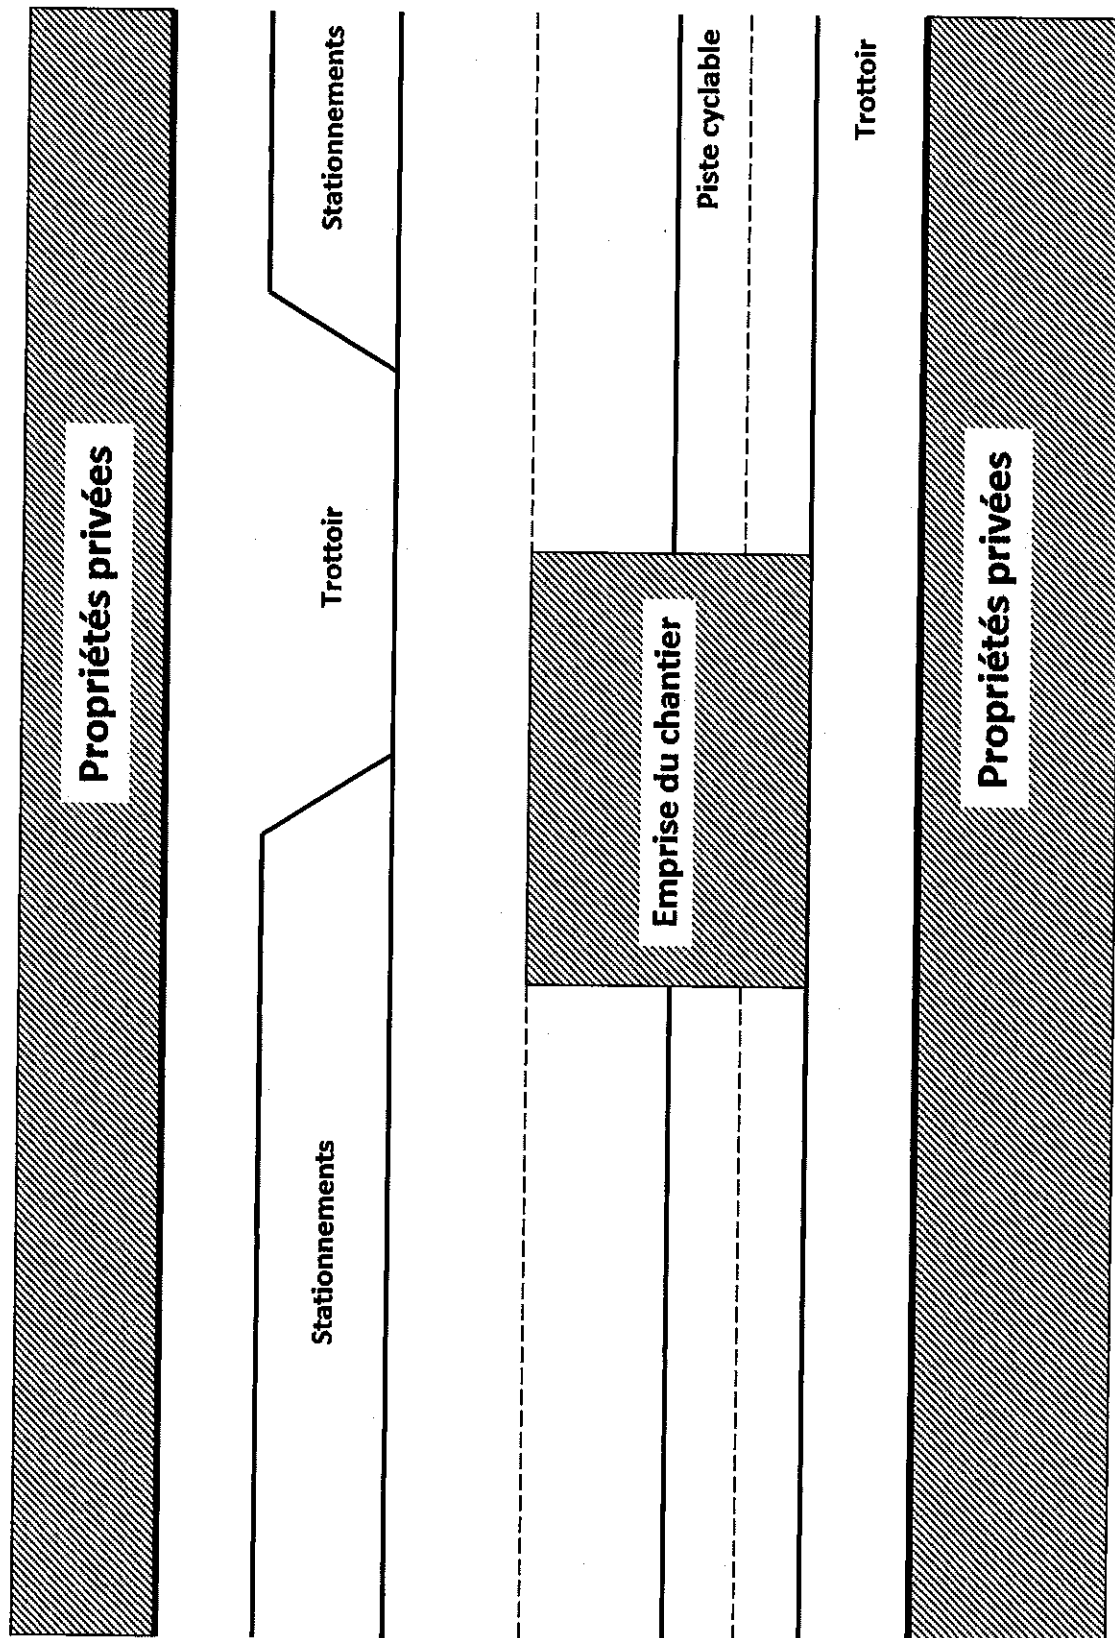 Propriétés privées
Stationnements
Trottoir
Stationnements
Emprise du chantier
Piste cyclable
Trottoir
Propriétés privées